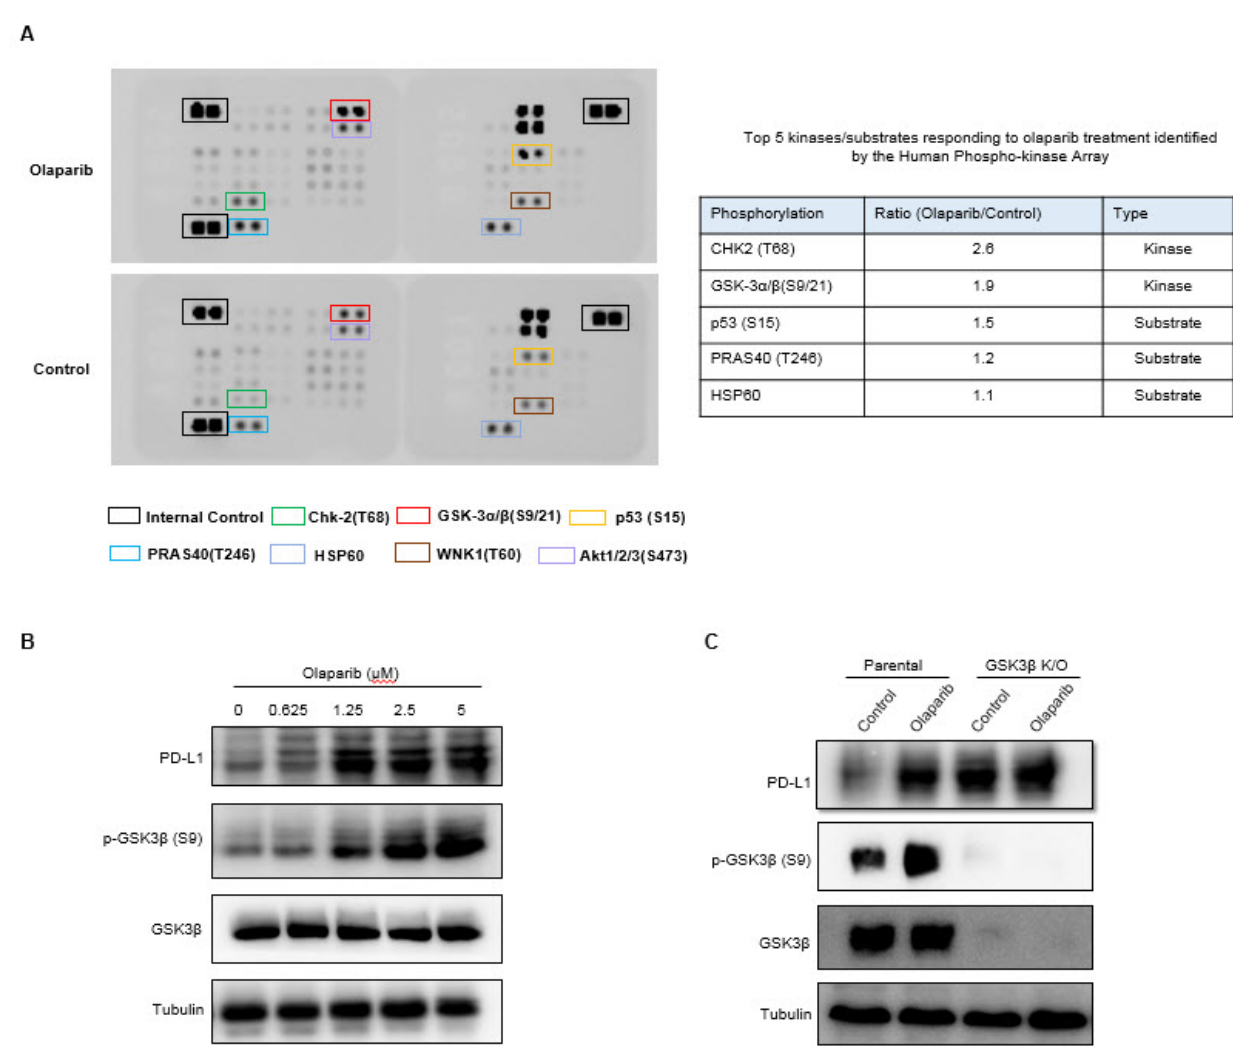 A
Olaparib
Control
Top 5 kinases/substrates responding to olaparib treatment identified
by the Human Phospho-kinase Array
Phosphorylation Ratio (Olaparib/Control) Type
CHK2 (T68) 2.6 Kinase
GSK-3α/β(S9/21) 1.9 Kinase
p53 (S15) 1.5 Substrate
PRAS40 (T246) 1.2 Substrate
HSP60 1.1 Substrate
Internal Control Chk-2(T68) GSK-3α/β(S9/21) p53 (S15)
PRAS40(T246) HSP60 WNK1(T60) Akt1/2/3(S473)
B
Olaparib (µM)
0 0.625 1.25 2.5 5
PD-L1
p-GSK3β (S9)
GSK3β
Tubulin
C
Parental GSK3β K/O
Control Olaparib Control Olaparib
PD-L1
p-GSK3β (S9)
GSK3β
Tubulin